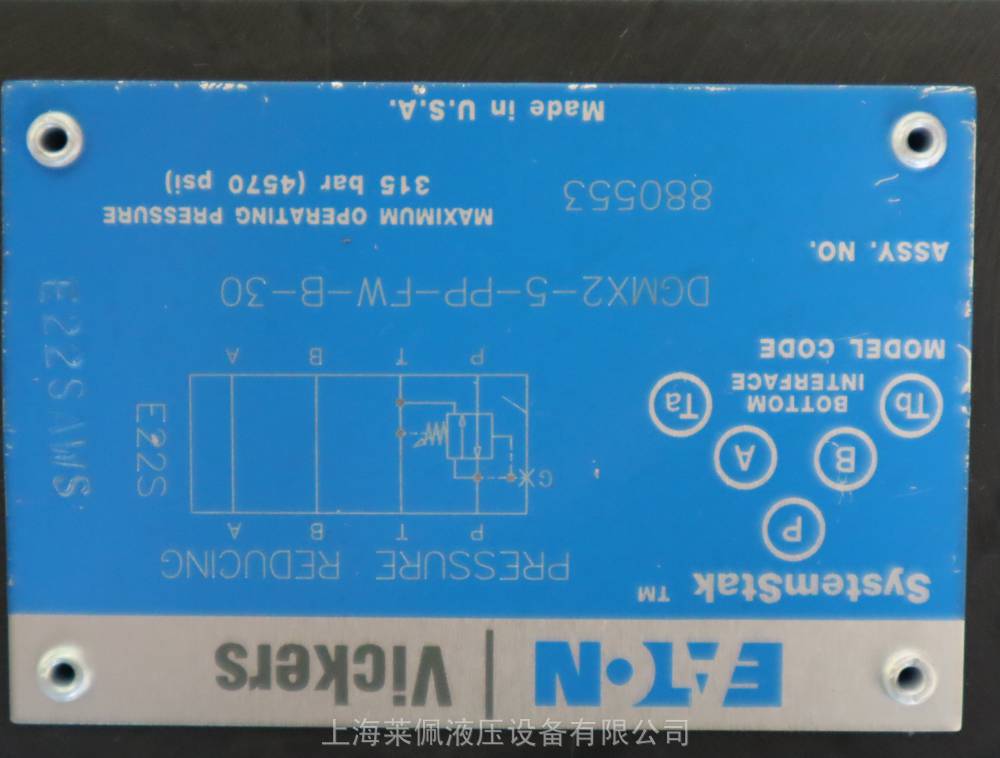 EATON | Vickers
SystemStak ™
PRESSURE REDUCING
P
B
A
Tb
Ta
BOTTOM
INTERFACE
P T B A
GX
P T B A
E22S
E22SAWS
MODEL CODE
DGMX2-5-PP-FW-B-30
ASSY. NO.
880553
MAXIMUM OPERATING PRESSURE
315 bar (4570 psi)
Made in U.S.A.
上海莱佩液压设备有限公司